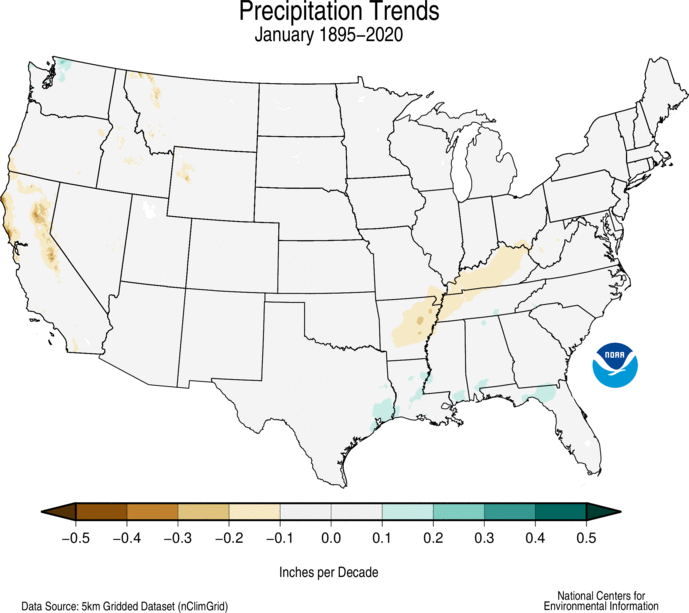 Precipitation Trends
January 1895–2020
NOAA
−0.5 −0.4 −0.3 −0.2 −0.1 0.0 0.1 0.2 0.3 0.4 0.5
Inches per Decade
National Centers for
Environmental Information
Data Source: 5km Gridded Dataset (nClimGrid)